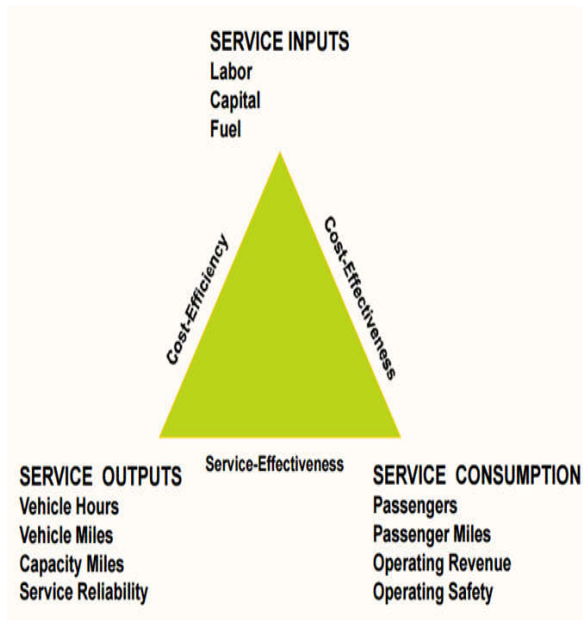 SERVICE INPUTS
Labor
Capital
Fuel
Cost-Efficiency
Cost-Effectiveness
Service-Effectiveness
SERVICE OUTPUTS
Vehicle Hours
Vehicle Miles
Capacity Miles
Service Reliability
SERVICE CONSUMPTION
Passengers
Passenger Miles
Operating Revenue
Operating Safety